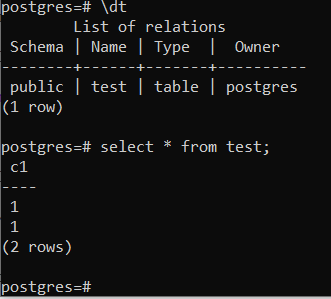 postgres=# \dt
        List of relations
 Schema | Name | Type  |  Owner
--------+------+-------+----------
 public | test | table | postgres
(1 row)

postgres=# select * from test;
 c1
----
 1
 1
(2 rows)

postgres=#